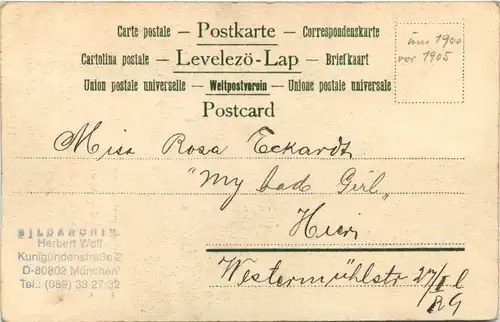 Carte postale – Postkarte – Correspondenzkarte
Cartolina postale – Levelezö-Lap – Briefkaart
Union postale universelle – Weltpostverein – Unione postale universale
Postcard
um 1900
vor 1905
Miss Rosa Eckardt
"My bad Girl"
Hier
Westermühlstr 27/I l
RG
BILDARCHIV
Herbert Wolf
Kunigundenstraße 2
D-80802 München
Tel.: (089) 33 27 32